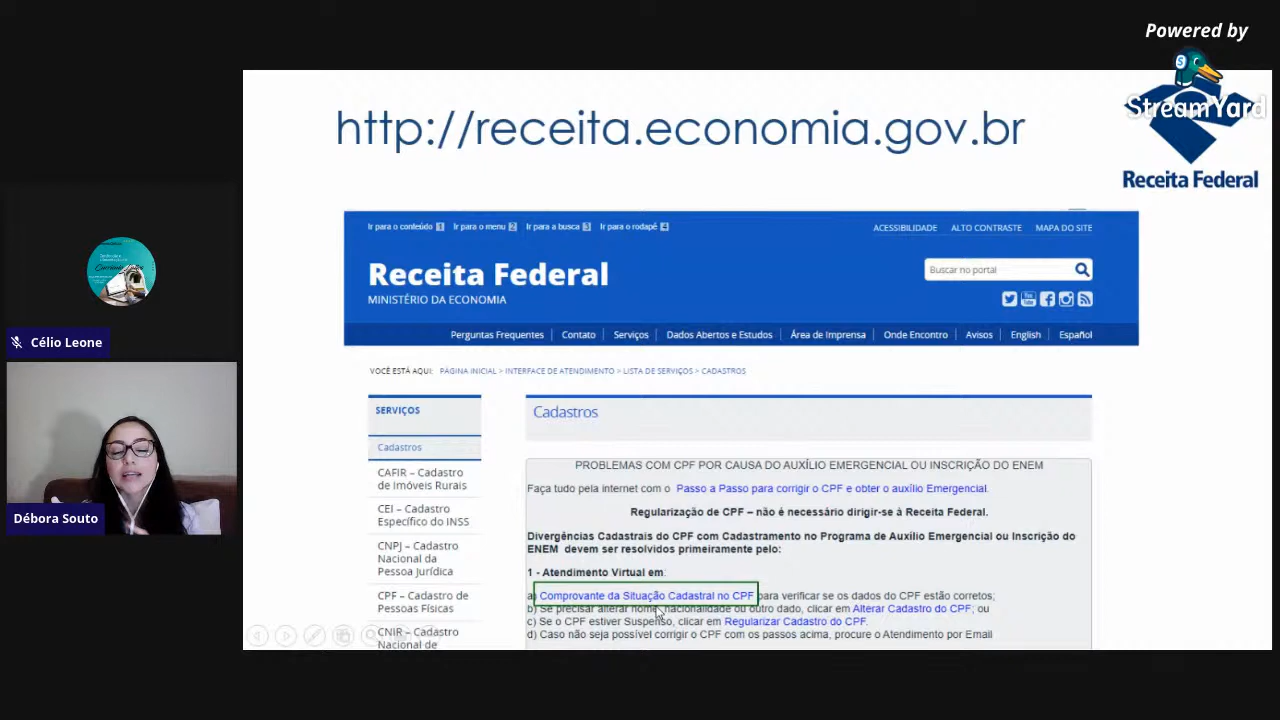 Powered by
StreamYard
Receita Federal
http://receita.economia.gov.br
Ir para o conteúdo 1 Ir para o menu 2 Ir para a busca 3 Ir para o rodapé 4
ACESSIBILIDADE ALTO CONTRASTE MAPA DO SITE
Receita Federal
MINISTÉRIO DA ECONOMIA
Buscar no portal
Perguntas Frequentes Contato Serviços Dados Abertos e Estudos Área de Imprensa Onde Encontro Avisos English Español
VOCÊ ESTÁ AQUI: PÁGINA INICIAL > INTERFACE DE ATENDIMENTO > LISTA DE SERVIÇOS > CADASTROS
SERVIÇOS
Cadastros
CAFIR – Cadastro
de Imóveis Rurais
CEI – Cadastro
Específico do INSS
CNPJ – Cadastro
Nacional da
Pessoa Jurídica
CPF – Cadastro de
Pessoas Físicas
CNIR – Cadastro
Nacional de
Cadastros
PROBLEMAS COM CPF POR CAUSA DO AUXÍLIO EMERGENCIAL OU INSCRIÇÃO DO ENEM
Faça tudo pela internet com o Passo a Passo para corrigir o CPF e obter o auxílio Emergencial.
Regularização de CPF – não é necessário dirigir-se à Receita Federal.
Divergências Cadastrais do CPF com Cadastramento no Programa de Auxílio Emergencial ou Inscrição do
ENEM devem ser resolvidos primeiramente pelo:
1 - Atendimento Virtual em:
a) Comprovante da Situação Cadastral no CPF para verificar se os dados do CPF estão corretos;
b) Se precisar alterar nome, nacionalidade ou outro dado, clicar em Alterar Cadastro do CPF; ou
c) Se o CPF estiver Suspenso, clicar em Regularizar Cadastro do CPF.
d) Caso não seja possível corrigir o CPF com os passos acima, procure o Atendimento por Email
Célio Leone
Débora Souto